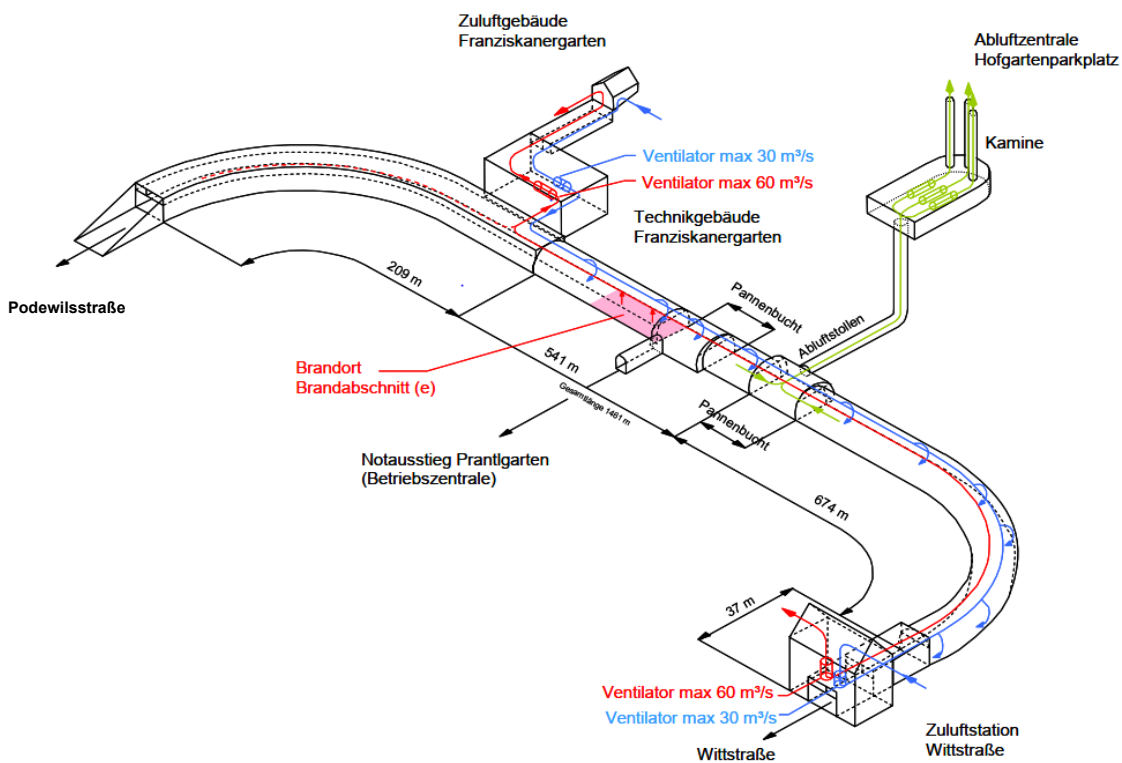 Zuluftgebäude
Franziskanergarten
Abluftzentrale
Hofgartenparkplatz
Kamine
Ventilator max 30 m³/s
Ventilator max 60 m³/s
Technikgebäude
Franziskanergarten
209 m
Podewilsstraße
Pannenbucht
Abluftstollen
Brandort
Brandabschnitt (e)
541 m
Gesamtlänge 1461 m
Pannenbucht
Notausstieg Prantlgarten
(Betriebszentrale)
674 m
37 m
Ventilator max 60 m³/s
Ventilator max 30 m³/s
Zuluftstation
Wittstraße
Wittstraße